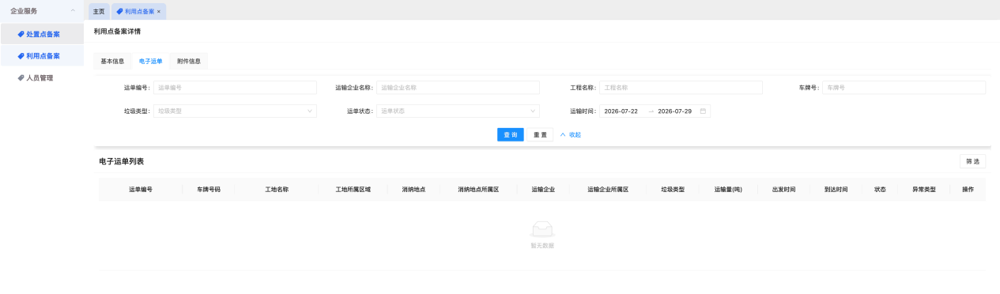 企业服务
主页 利用点备案 ×
处置点备案
利用点备案详情
利用点备案
基本信息 电子运单 附件信息
人员管理
运单编号: 运单编号 运输企业名称: 运输企业名称 工程名称: 工程名称 车牌号: 车牌号
垃圾类型: 垃圾类型 运单状态: 运单状态 运输时间: 2026-07-22 → 2026-07-29
查 询 重 置 收起
电子运单列表 筛 选
运单编号 车牌号码 工地名称 工地所属区域 消纳地点 消纳地点所属区 运输企业 运输企业所属区 垃圾类型 运输量(吨) 出发时间 到达时间 状态 异常类型 操作
暂无数据